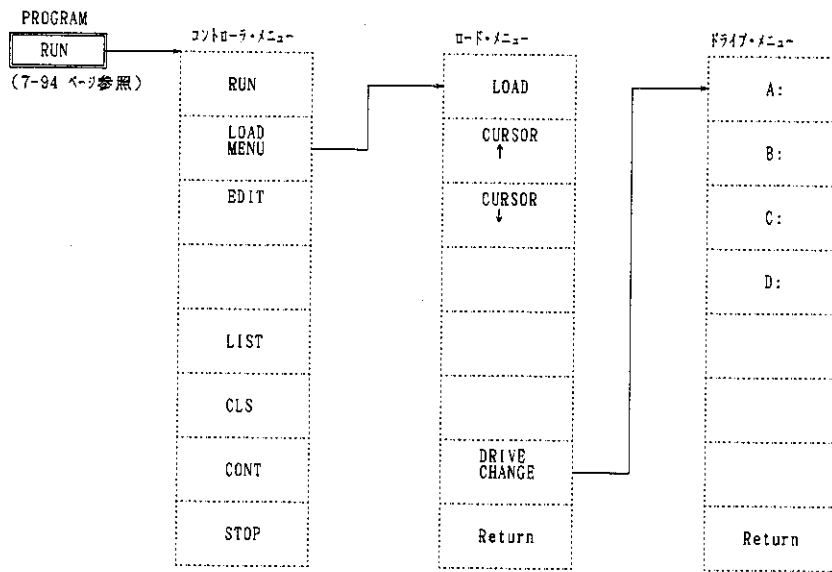 PROGRAM
RUN
(7-94 ページ参照)
コントローラ・メニュー
RUN
LOAD
MENU
EDIT
LIST
CLS
CONT
STOP
ロード・メニュー
LOAD
CURSOR
↑
CURSOR
↓
DRIVE
CHANGE
Return
ドライブ・メニュー
A:
B:
C:
D:
Return